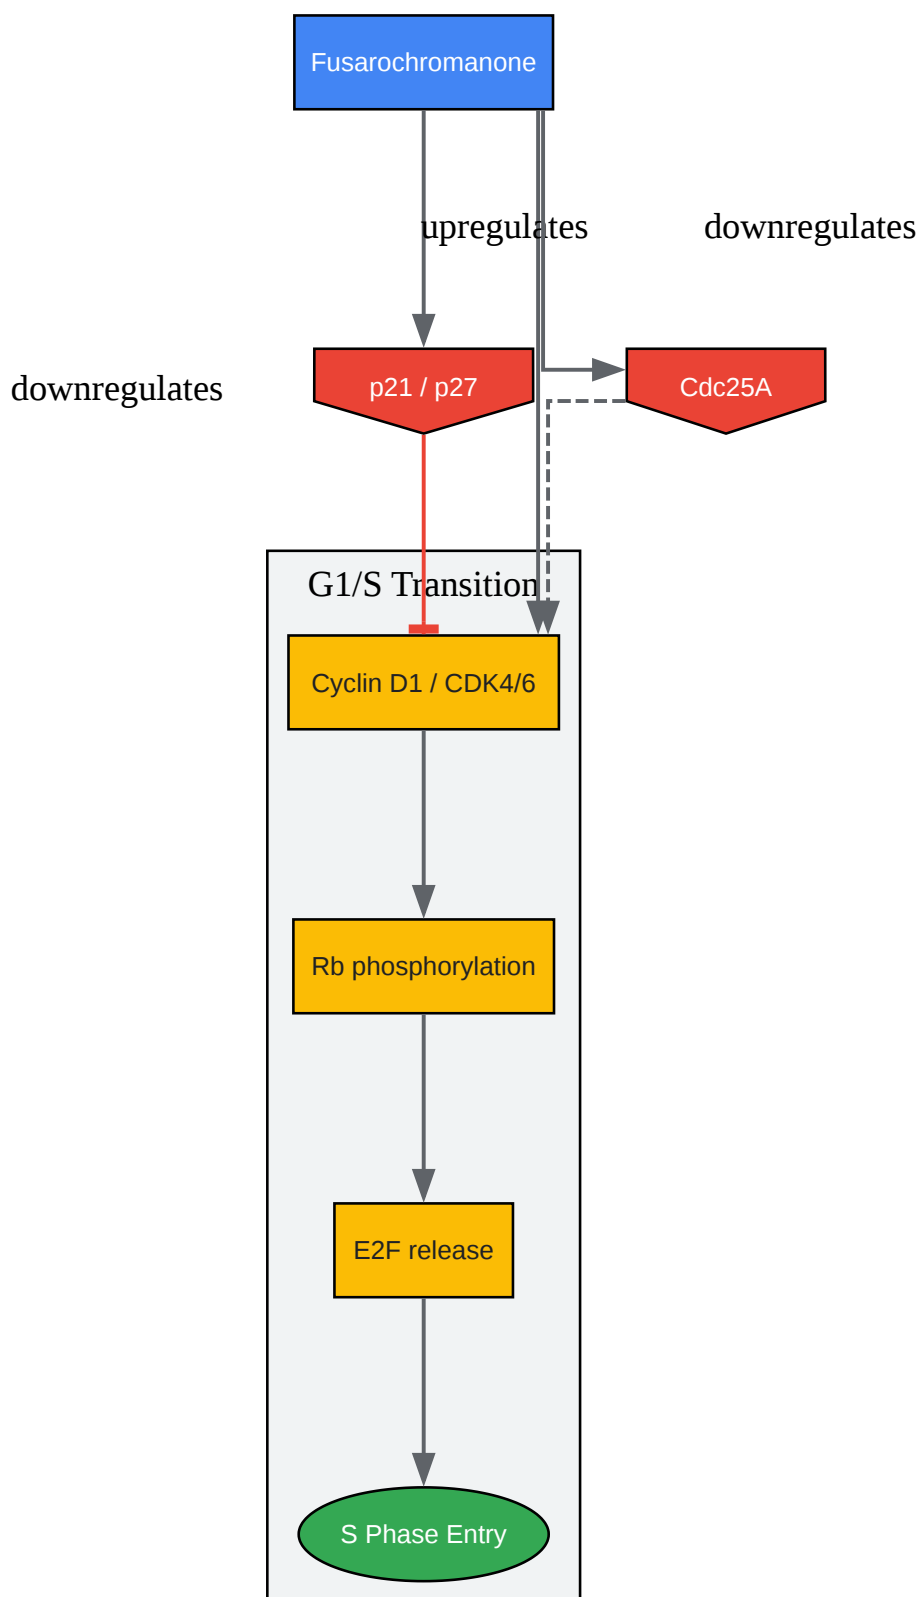 Fusarochromanone
upregulates
downregulates
downregulates
p21 / p27
Cdc25A
G1/S Transition
Cyclin D1 / CDK4/6
Rb phosphorylation
E2F release
S Phase Entry